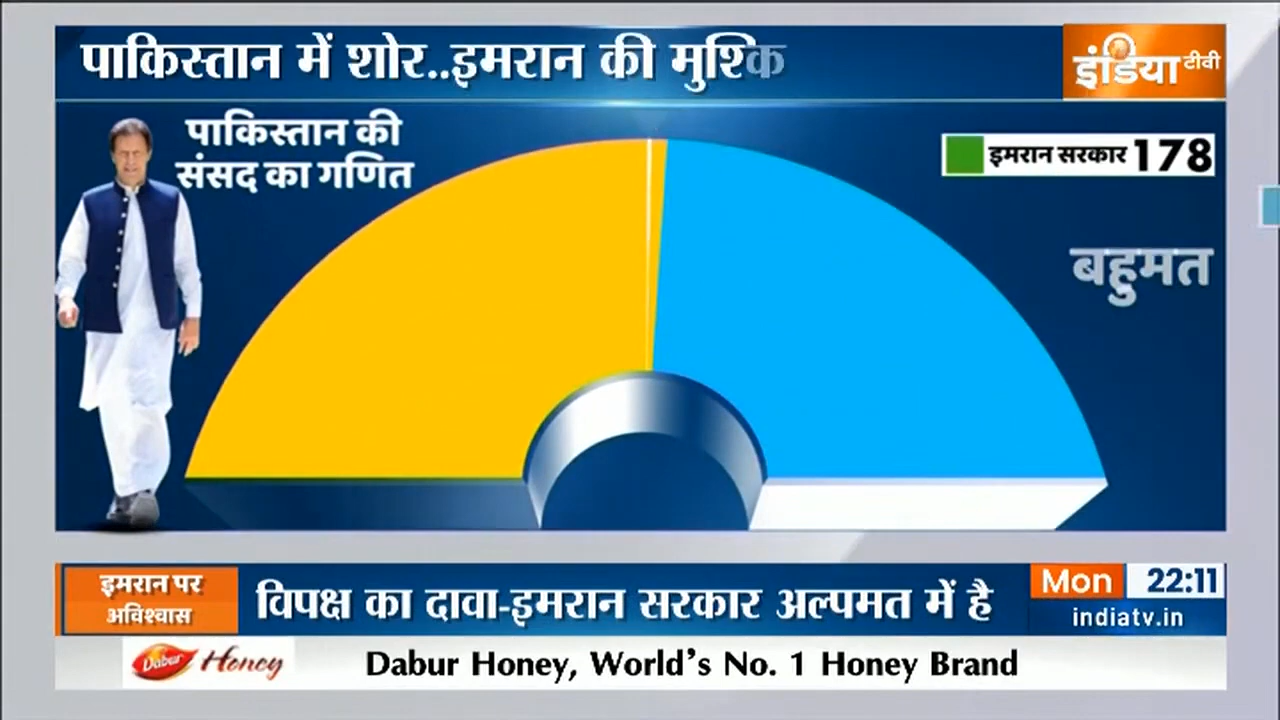 पाकिस्तान में शोर..इमरान की मुश्कि
इंडिया टीवी
पाकिस्तान की
संसद का गणित
इमरान सरकार 178
बहुमत
इमरान पर
अविश्वास
विपक्ष का दावा-इमरान सरकार अल्पमत में है
Mon 22:11
indiatv.in
Dabur Honey
Dabur Honey, World's No. 1 Honey Brand